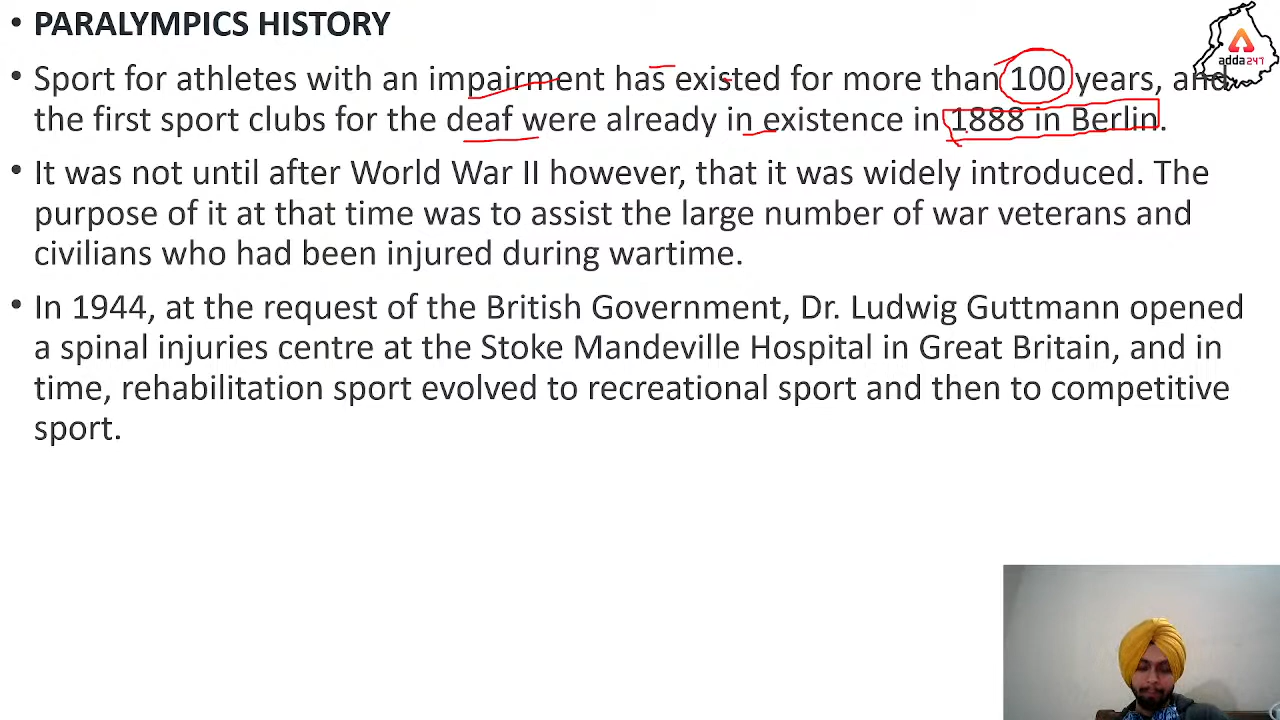 • PARALYMPICS HISTORY
• Sport for athletes with an impairment has existed for more than 100 years, and
the first sport clubs for the deaf were already in existence in 1888 in Berlin.
• It was not until after World War II however, that it was widely introduced. The
purpose of it at that time was to assist the large number of war veterans and
civilians who had been injured during wartime.
• In 1944, at the request of the British Government, Dr. Ludwig Guttmann opened
a spinal injuries centre at the Stoke Mandeville Hospital in Great Britain, and in
time, rehabilitation sport evolved to recreational sport and then to competitive
sport.
adda247